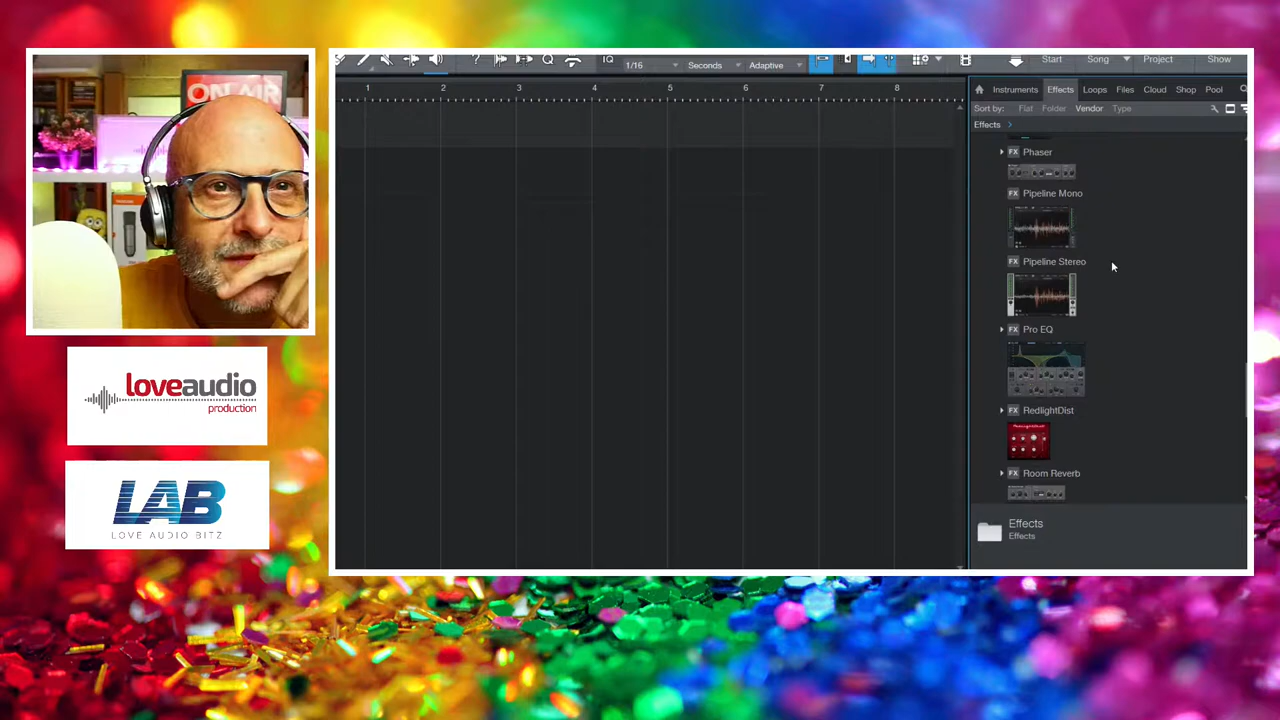 ON AIR
loveaudio
production
LAB
LOVE AUDIO BITZ
IQ
1/16
Seconds
Adaptive
Start
Song
Project
Show
1 2 3 4 5 6 7 8
Instruments Effects Loops Files Cloud Shop Pool
Sort by: Flat Folder Vendor Type
Effects
FX Phaser
FX Pipeline Mono
FX Pipeline Stereo
FX Pro EQ
FX RedlightDist
FX Room Reverb
Effects
Effects